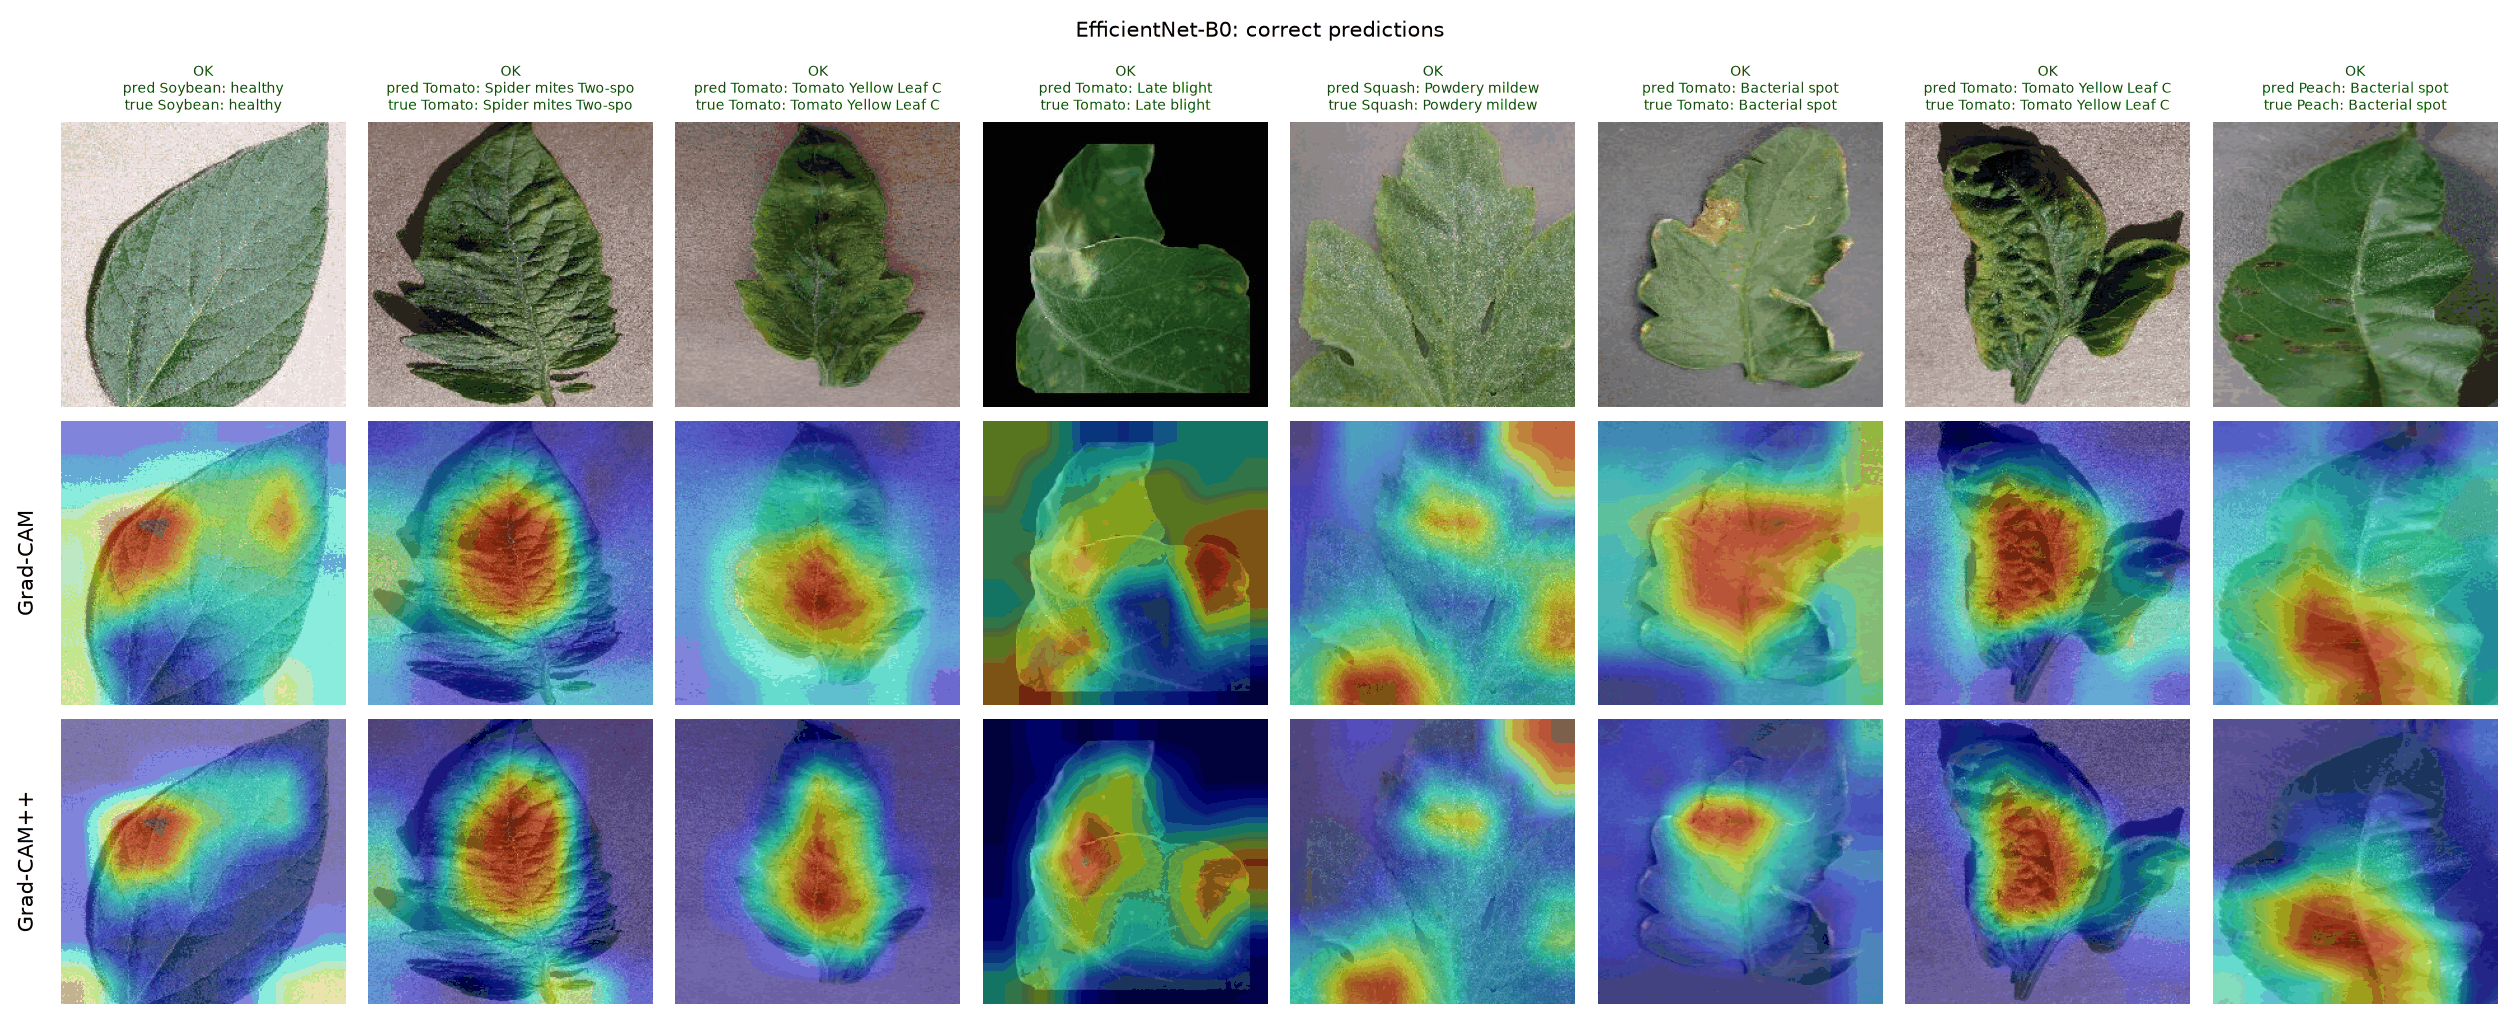 EfficientNet-B0: correct predictions
OK
pred Soybean: healthy
true Soybean: healthy
OK
pred Tomato: Spider mites Two-spo
true Tomato: Spider mites Two-spo
OK
pred Tomato: Tomato Yellow Leaf C
true Tomato: Tomato Yellow Leaf C
OK
pred Tomato: Late blight
true Tomato: Late blight
OK
pred Squash: Powdery mildew
true Squash: Powdery mildew
OK
pred Tomato: Bacterial spot
true Tomato: Bacterial spot
OK
pred Tomato: Tomato Yellow Leaf C
true Tomato: Tomato Yellow Leaf C
OK
pred Peach: Bacterial spot
true Peach: Bacterial spot
Grad-CAM
Grad-CAM++